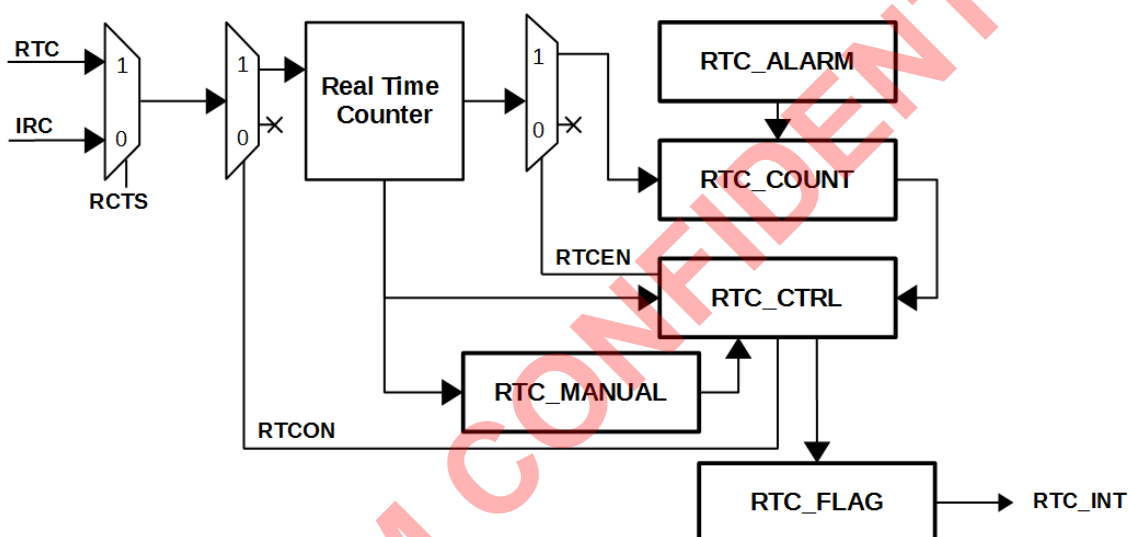 RTC
IRC
1
0
RCTS
1
0
Real Time
Counter
1
0
RTC_ALARM
RTC_COUNT
RTCEN
RTC_CTRL
RTC_MANUAL
RTCON
RTC_FLAG
RTC_INT
M CONFIDENT